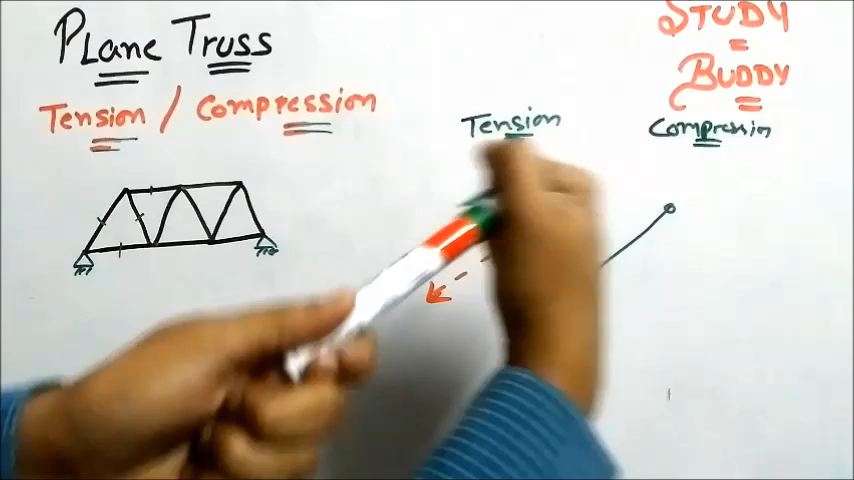 Plane Truss
Tension / Compression
STUDY
BUDDY
Tension
Compression